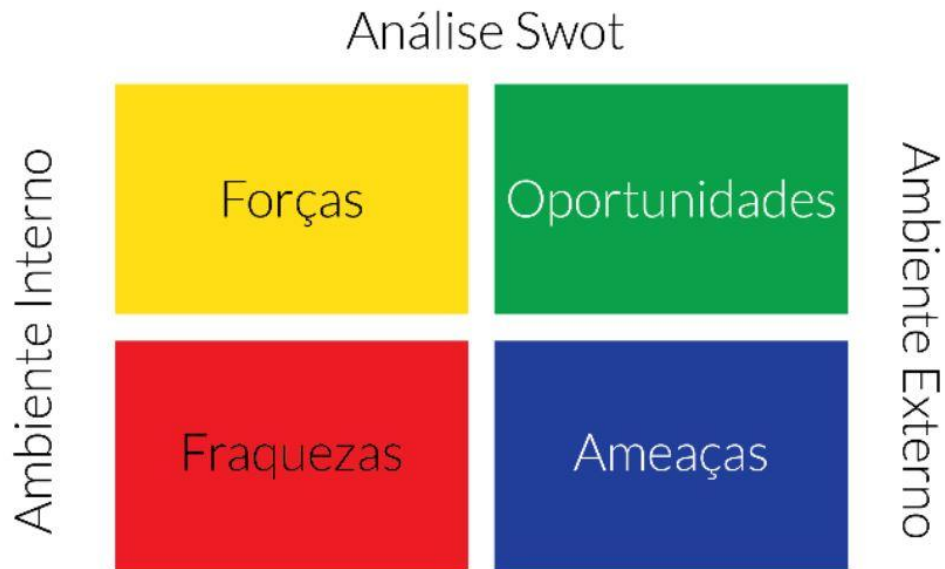 Análise Swot
Ambiente Interno
Forças
Oportunidades
Fraquezas
Ameaças
Ambiente Externo